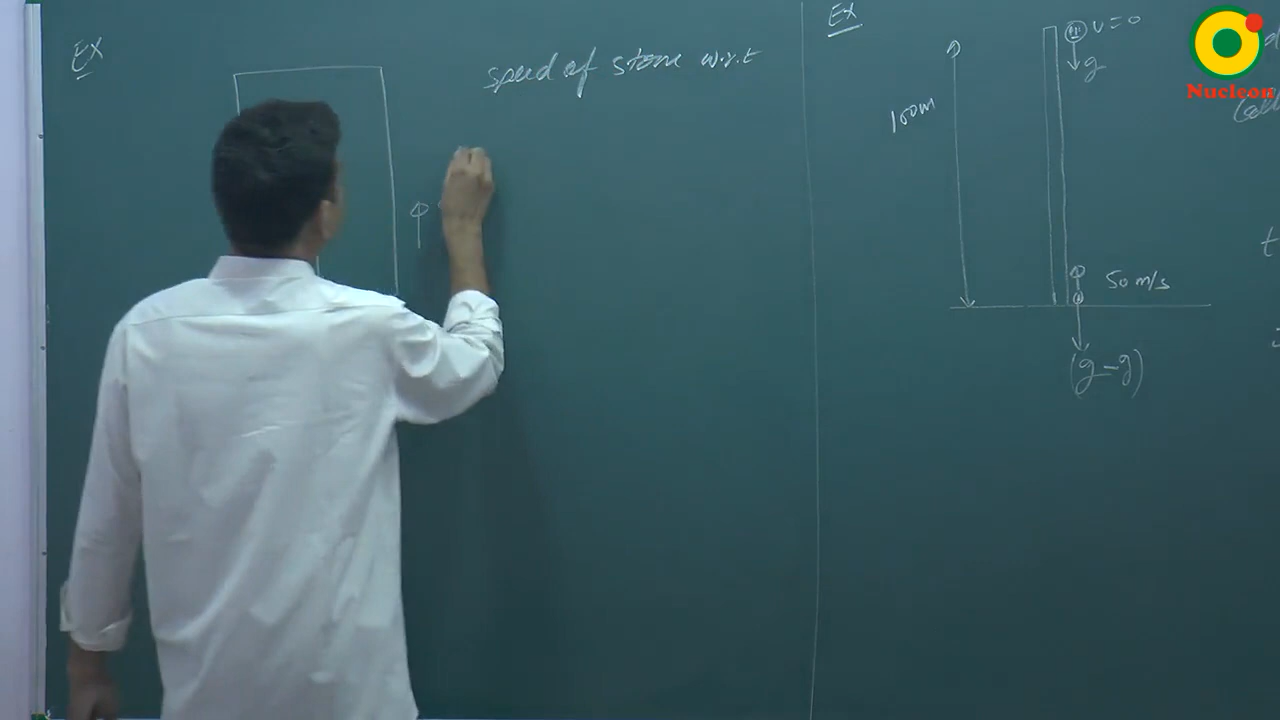 Ex
speed of stone w.r.t
Ex
u=0
g
100m
50 m/s
(g-g)
t
Nucleon